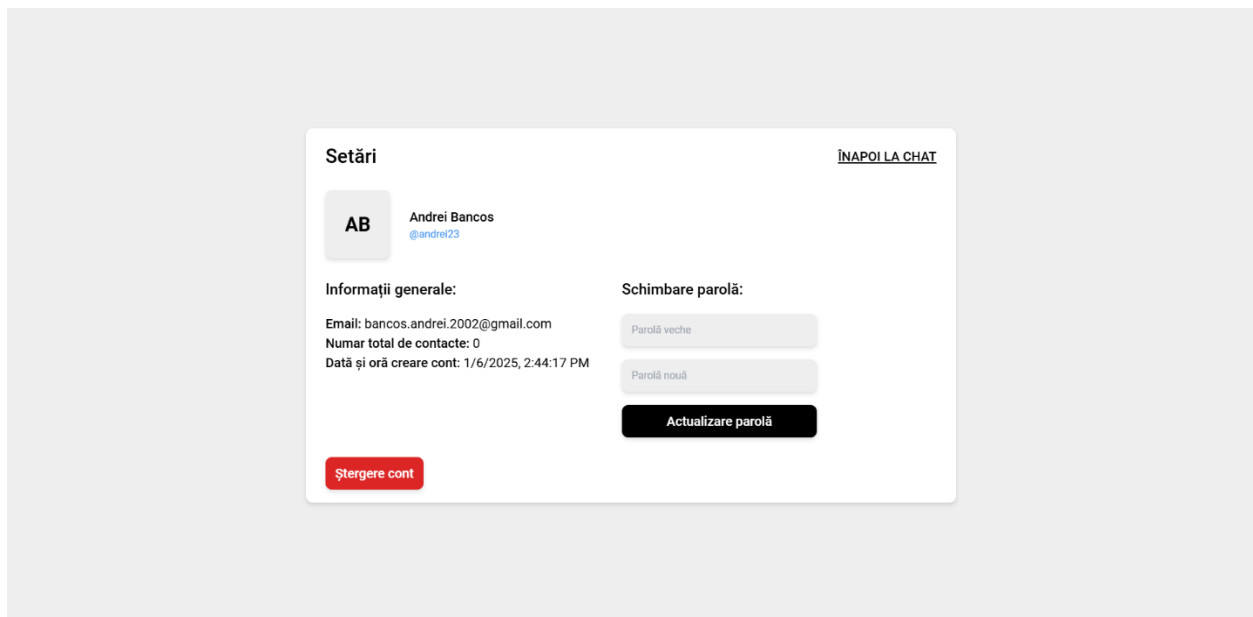 Setări
ÎNAPOI LA CHAT
AB
Andrei Bancos
@andrei23
Informații generale:
Email: bancos.andrei.2002@gmail.com
Numar total de contacte: 0
Dată și oră creare cont: 1/6/2025, 2:44:17 PM
Schimbare parolă:
Parolă veche
Parolă nouă
Actualizare parolă
Ștergere cont